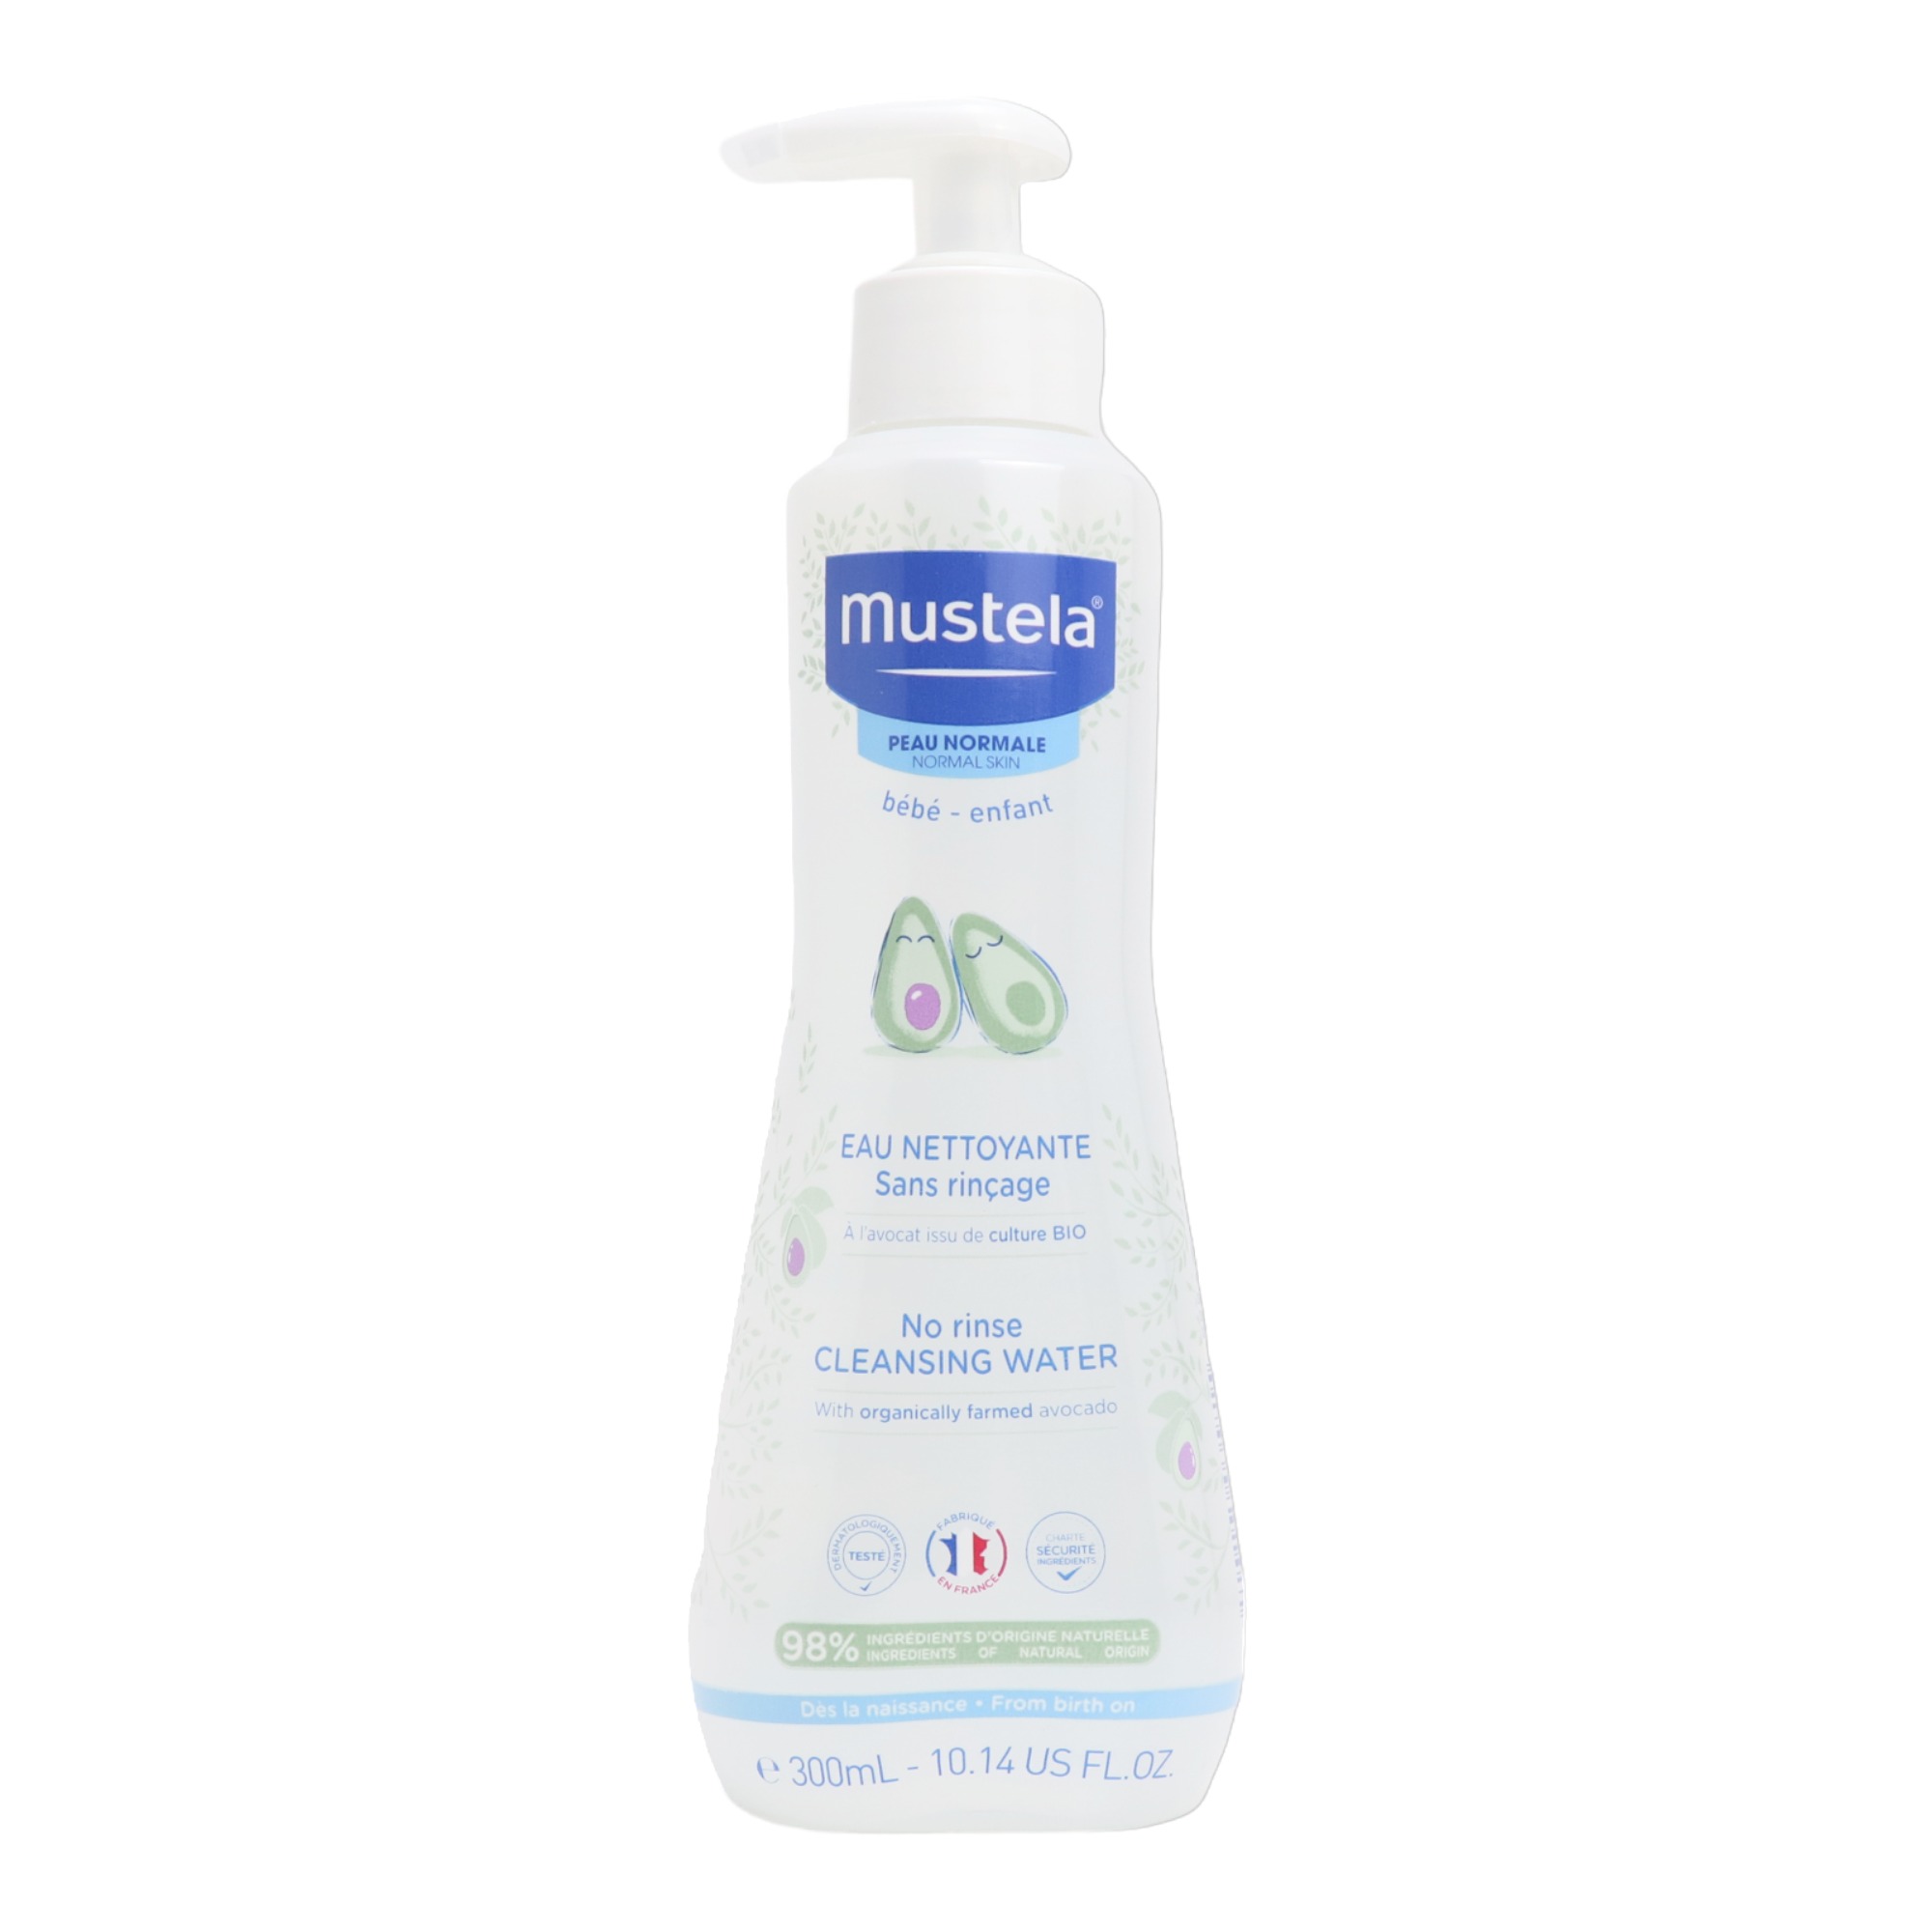 mustela®
PEAU NORMALE
NORMAL SKIN
bébé - enfant
EAU NETTOYANTE
Sans rinçage
À l'avocat issu de culture BIO
No rinse
CLEANSING WATER
With organically farmed avocado
DERMATOLOGIQUEMENT
TESTÉ
FABRIQUÉ
EN FRANCE
CHARTE
SÉCURITÉ
INGRÉDIENTS
98% INGRÉDIENTS D'ORIGINE NATURELLE
INGREDIENTS OF NATURAL ORIGIN
Dès la naissance • From birth on
℮ 300mL - 10.14 US FL.OZ.